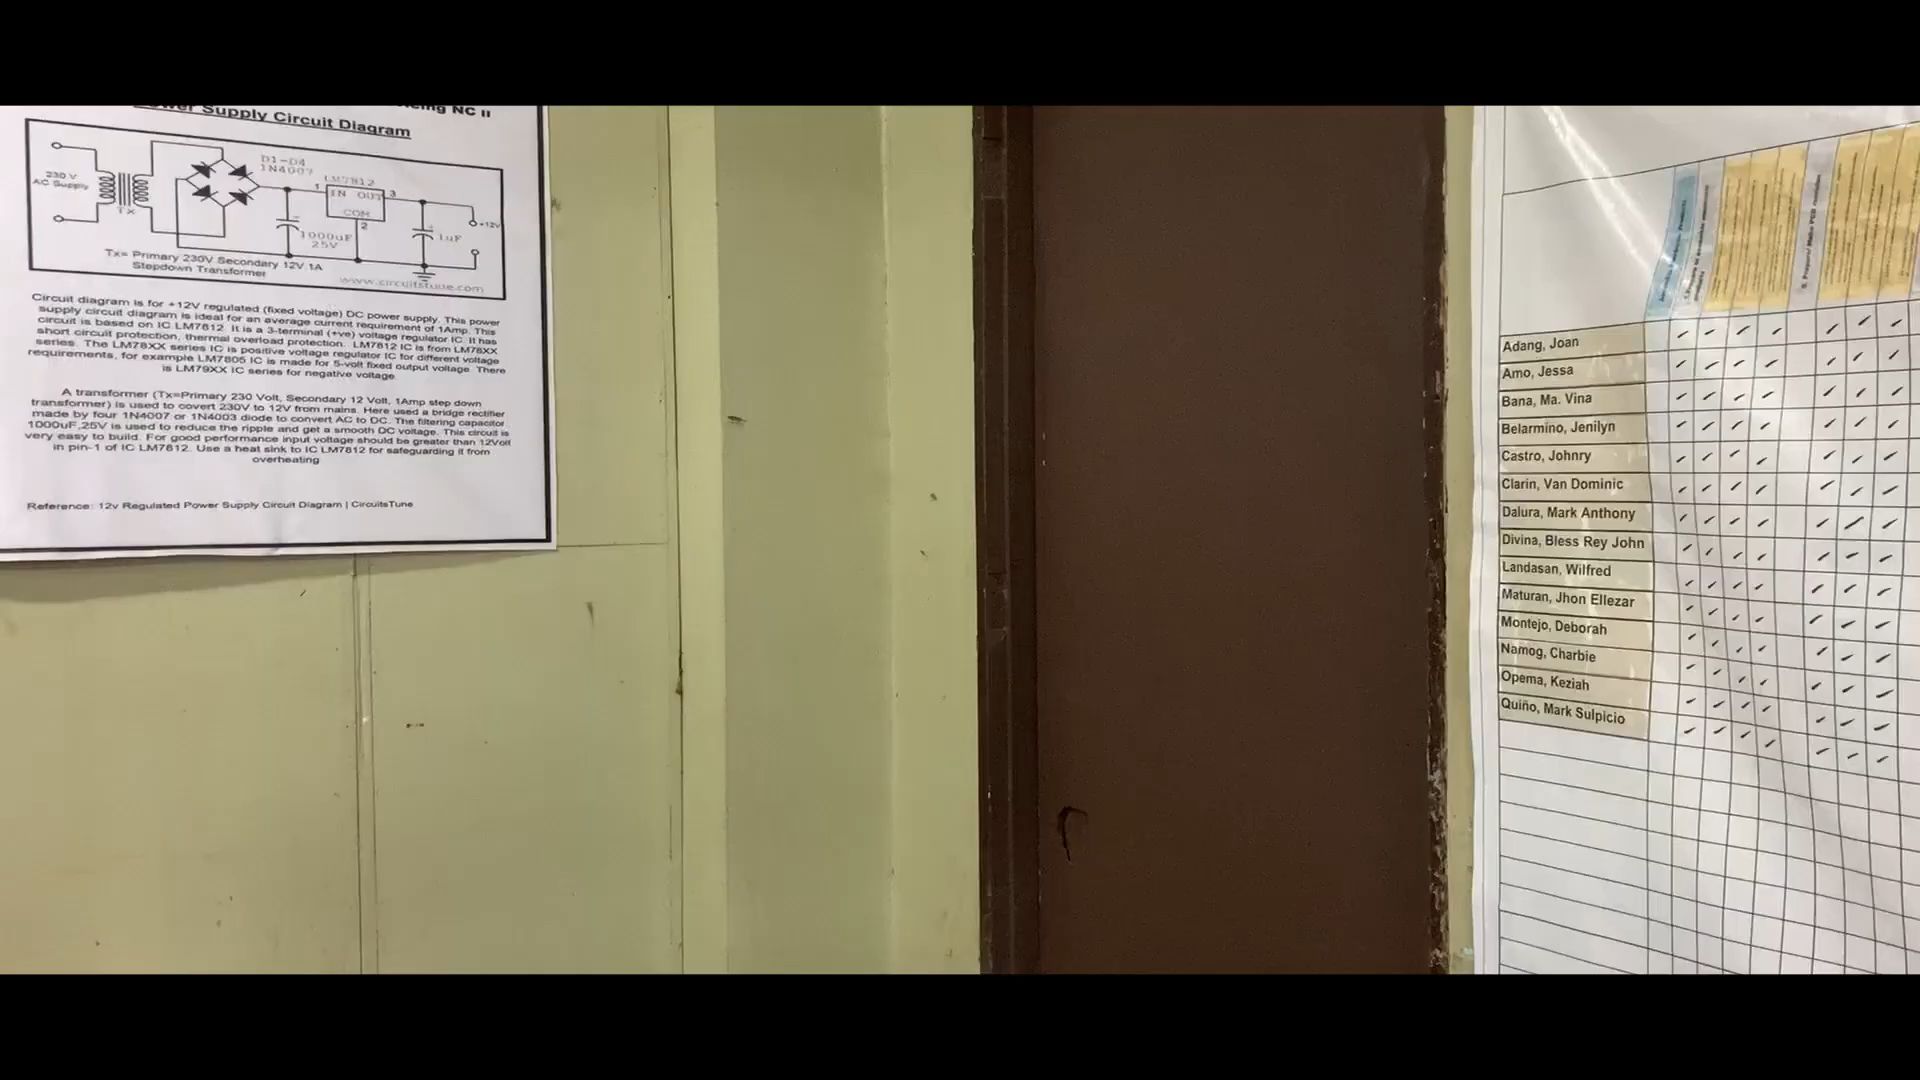 NC II
Power Supply Circuit Diagram
D1-D4
1N4007
230 V
AC Supply
LM7812
1
IN OUT
3
COM
2
TX
+12V
1000uF
25V
1uF
Tx= Primary 230V Secondary 12V 1A
Stepdown Transformer
www.circuitstune.com
Circuit diagram is for +12V regulated (fixed voltage) DC power supply. This power
supply circuit diagram is ideal for an average current requirement of 1Amp. This
circuit is based on IC LM7812. It is a 3-terminal (+ve) voltage regulator IC. It has
short circuit protection, thermal overload protection. LM7812 IC is from LM78XX
series. The LM78XX series IC is positive voltage regulator IC for different voltage
requirements, for example LM7805 IC is made for 5-volt fixed output voltage. There
is LM79XX IC series for negative voltage.
A transformer (Tx=Primary 230 Volt, Secondary 12 Volt, 1Amp step down
transformer) is used to covert 230V to 12V from mains. Here used a bridge rectifier
made by four 1N4007 or 1N4003 diode to convert AC to DC. The filtering capacitor
1000uF,25V is used to reduce the ripple and get a smooth DC voltage. This circuit is
very easy to build. For good performance input voltage should be greater than 12Volt
in pin-1 of IC LM7812. Use a heat sink to IC LM7812 for safeguarding it from
overheating
Reference: 12v Regulated Power Supply Circuit Diagram | CircuitsTune
Adang, Joan
Amo, Jessa
Bana, Ma. Vina
Belarmino, Jenilyn
Castro, Johnry
Clarin, Van Dominic
Dalura, Mark Anthony
Divina, Bless Rey John
Landasan, Wilfred
Maturan, Jhon Ellezar
Montejo, Deborah
Namog, Charbie
Opema, Keziah
Quiño, Mark Sulpicio